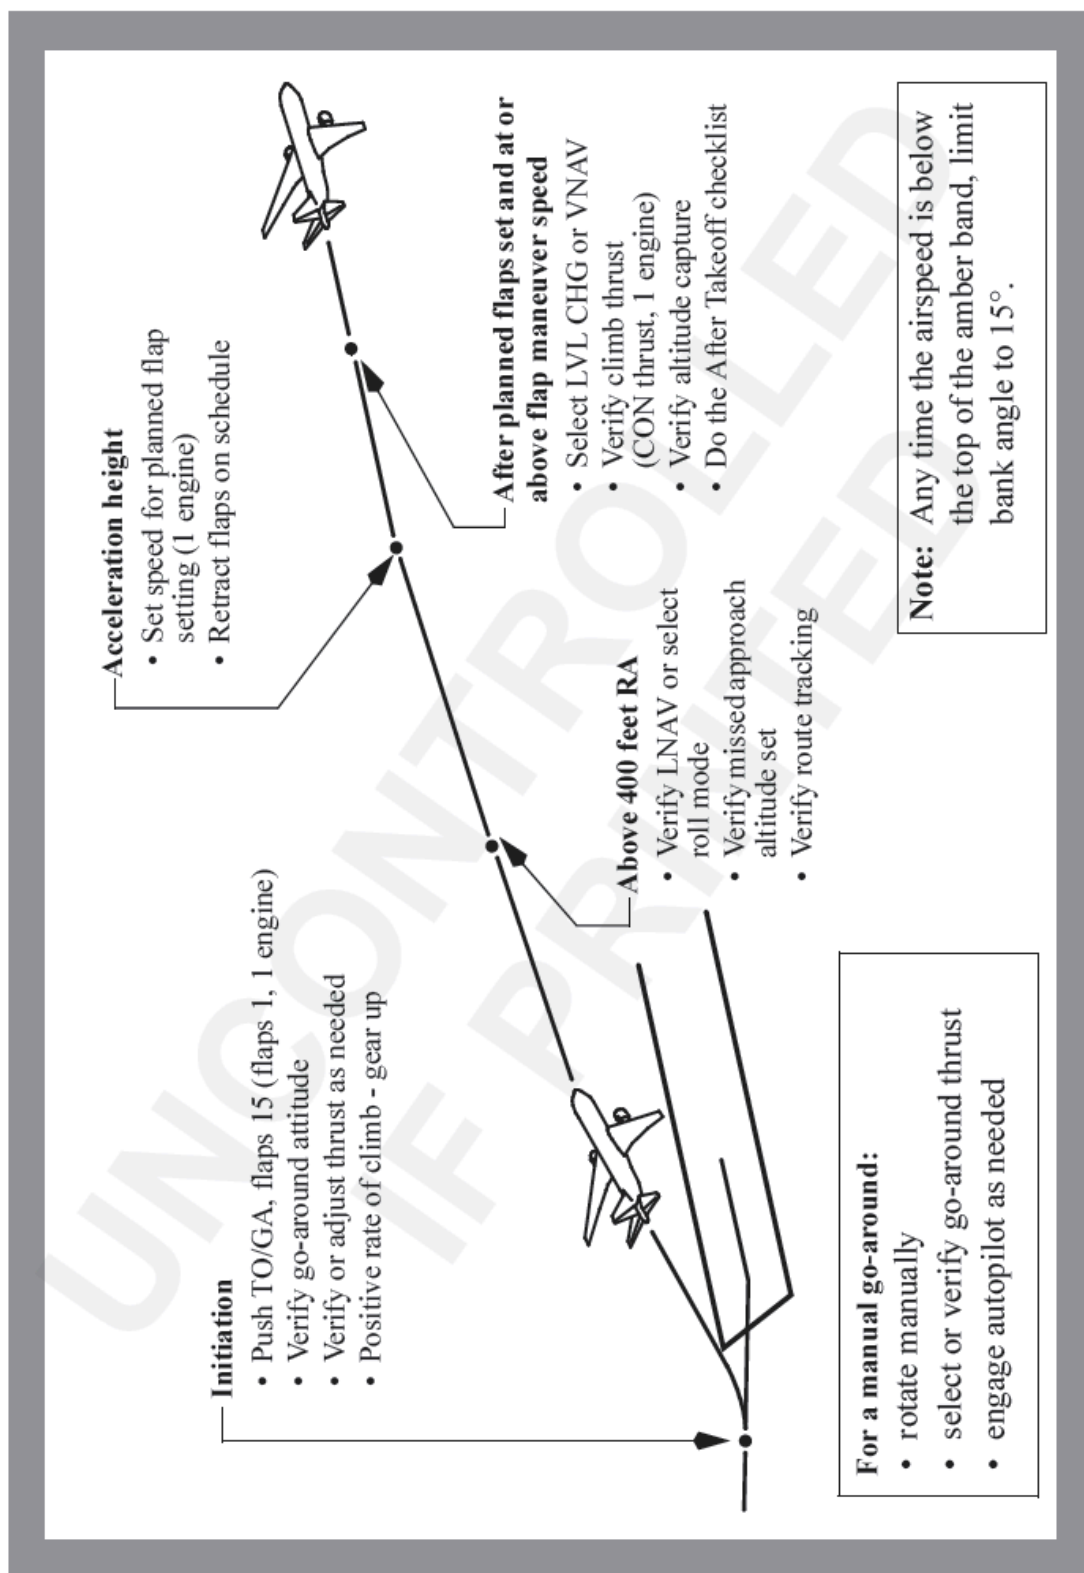 Initiation
• Push TO/GA, flaps 15 (flaps 1, 1 engine)
• Verify go-around attitude
• Verify or adjust thrust as needed
• Positive rate of climb - gear up
Above 400 feet RA
• Verify LNAV or select
roll mode
• Verify missed approach
altitude set
• Verify route tracking
Acceleration height
• Set speed for planned flap
setting (1 engine)
• Retract flaps on schedule
After planned flaps set and at or
above flap maneuver speed
• Select LVL CHG or VNAV
• Verify climb thrust
(CON thrust, 1 engine)
• Verify altitude capture
• Do the After Takeoff checklist
For a manual go-around:
• rotate manually
• select or verify go-around thrust
• engage autopilot as needed
Note: Any time the airspeed is below
the top of the amber band, limit
bank angle to 15°.
UNCONTROLLED
IF PRINTED